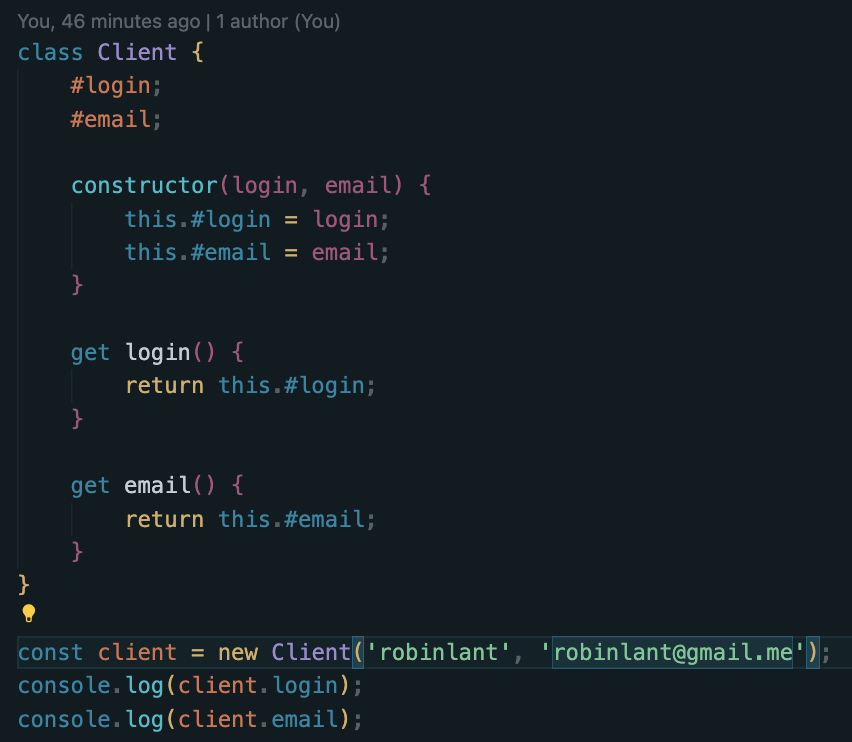 You, 46 minutes ago | 1 author (You)
class Client {
    #login;
    #email;

    constructor(login, email) {
        this.#login = login;
        this.#email = email;
    }

    get login() {
        return this.#login;
    }

    get email() {
        return this.#email;
    }
}

const client = new Client('robinlant', 'robinlant@gmail.me');
console.log(client.login);
console.log(client.email);